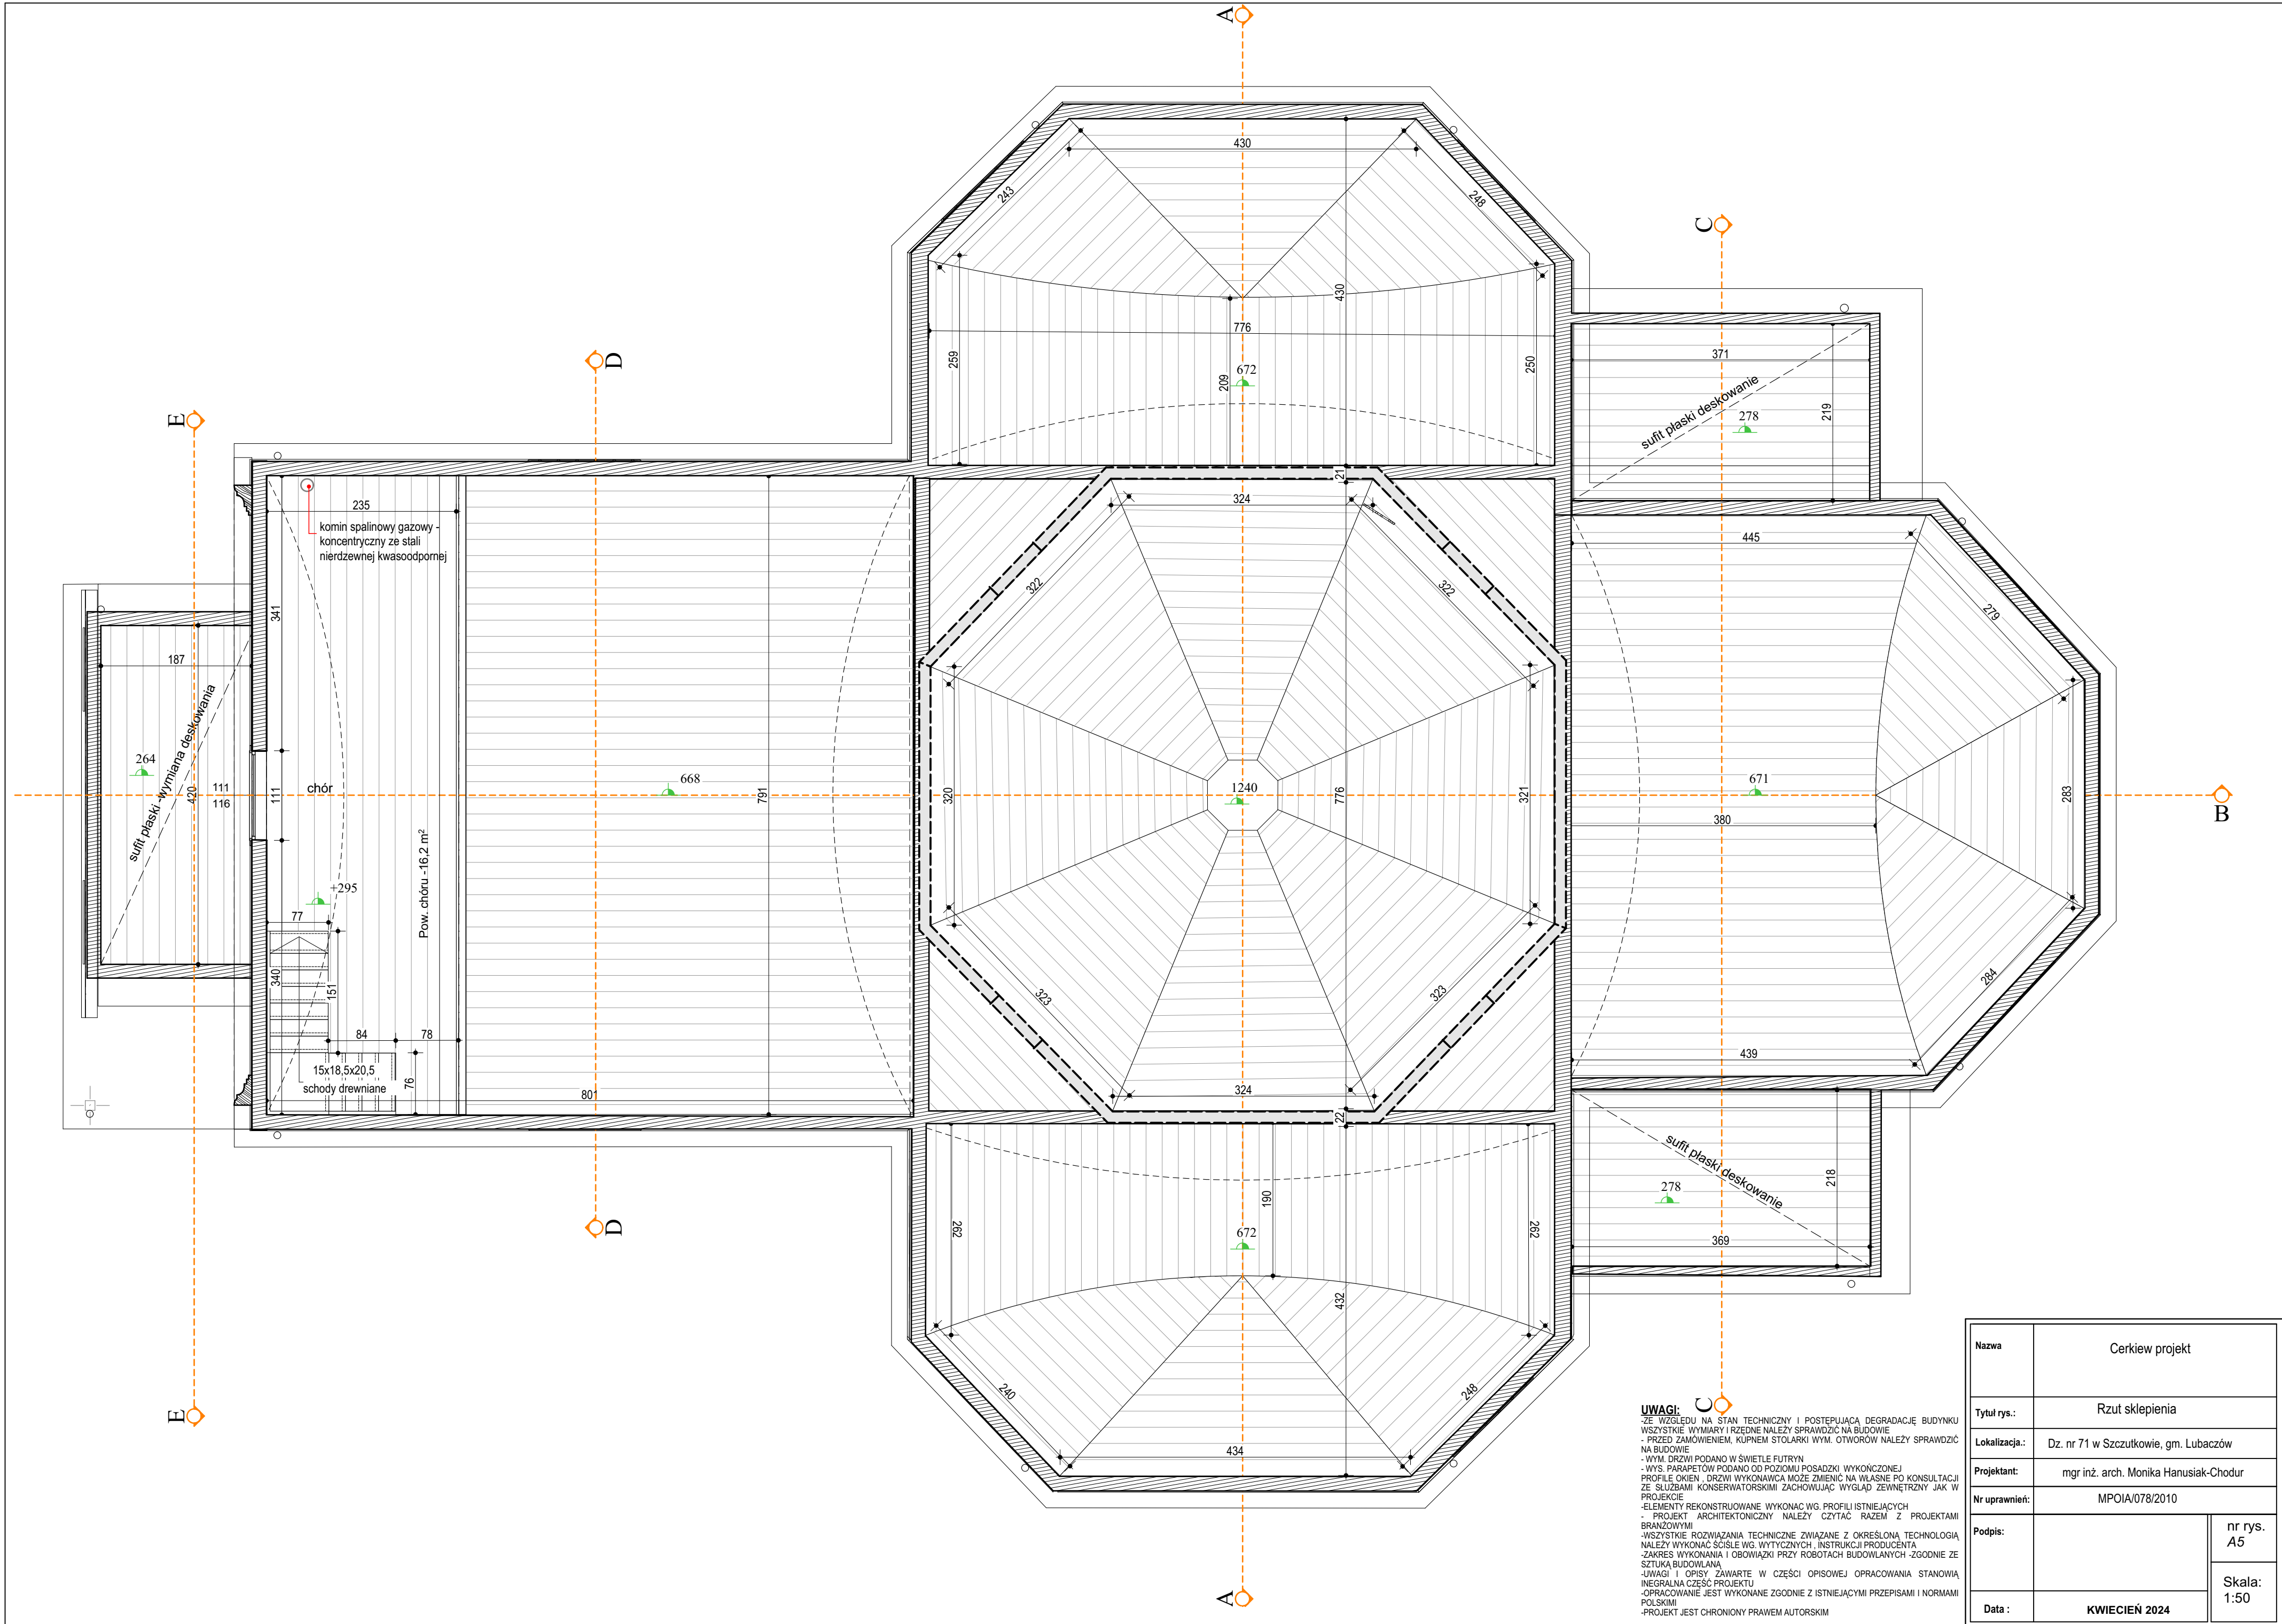 A
A
C
C
D
D
E
E
B
430
243
248
430
776
259
209
672
250
371
sufit płaski deskowanie
278
219
235
komin spalinowy gazowy -
koncentryczny ze stali
nierdzewnej kwasoodpornej
341
187
sufit płaski -wymiana deskowania
264
420
111
116
111
chór
+295
Pow. chóru -16,2 m²
77
340
151
84
78
76
15x18,5x20,5
schody drewniane
668
791
801
21
324
322
322
320
1240
776
321
323
323
324
22
445
279
671
380
283
284
439
sufit płaski deskowanie
278
218
369
262
190
672
262
432
240
248
434
UWAGI:
-ZE WZGLĘDU NA STAN TECHNICZNY I POSTĘPUJĄCĄ DEGRADACJĘ BUDYNKU
WSZYSTKIE WYMIARY I RZĘDNE NALEŻY SPRAWDZIĆ NA BUDOWIE
- PRZED ZAMÓWIENIEM, KUPNEM STOLARKI WYM. OTWORÓW NALEŻY SPRAWDZIĆ
NA BUDOWIE
- WYM. DRZWI PODANO W ŚWIETLE FUTRYN
- WYS. PARAPETÓW PODANO OD POZIOMU POSADZKI WYKOŃCZONEJ
PROFILE OKIEN , DRZWI WYKONAWCA MOŻE ZMIENIĆ NA WŁASNE PO KONSULTACJI
ZE SŁUŻBAMI KONSERWATORSKIMI ZACHOWUJĄC WYGLĄD ZEWNĘTRZNY JAK W
PROJEKCIE
-ELEMENTY REKONSTRUOWANE WYKONAC WG. PROFILI ISTNIEJĄCYCH
- PROJEKT ARCHITEKTONICZNY NALEŻY CZYTAĆ RAZEM Z PROJEKTAMI
BRANŻOWYMI
-WSZYSTKIE ROZWIĄZANIA TECHNICZNE ZWIĄZANE Z OKREŚLONĄ TECHNOLOGIĄ
NALEŻY WYKONAĆ ŚCIŚLE WG. WYTYCZNYCH , INSTRUKCJI PRODUCENTA
-ZAKRES WYKONANIA I OBOWIĄZKI PRZY ROBOTACH BUDOWLANYCH -ZGODNIE ZE
SZTUKĄ BUDOWLANĄ
-UWAGI I OPISY ZAWARTE W CZĘŚCI OPISOWEJ OPRACOWANIA STANOWIĄ
INEGRALNA CZĘŚĆ PROJEKTU
-OPRACOWANIE JEST WYKONANE ZGODNIE Z ISTNIEJĄCYMI PRZEPISAMI I NORMAMI
POLSKIMI
-PROJEKT JEST CHRONIONY PRAWEM AUTORSKIM
Nazwa Cerkiew projekt
Tytuł rys.: Rzut sklepienia
Lokalizacja.: Dz. nr 71 w Szczutkowie, gm. Lubaczów
Projektant: mgr inż. arch. Monika Hanusiak-Chodur
Nr uprawnień: MPOIA/078/2010
Podpis:
nr rys.
A5
Skala:
1:50
Data : KWIECIEŃ 2024